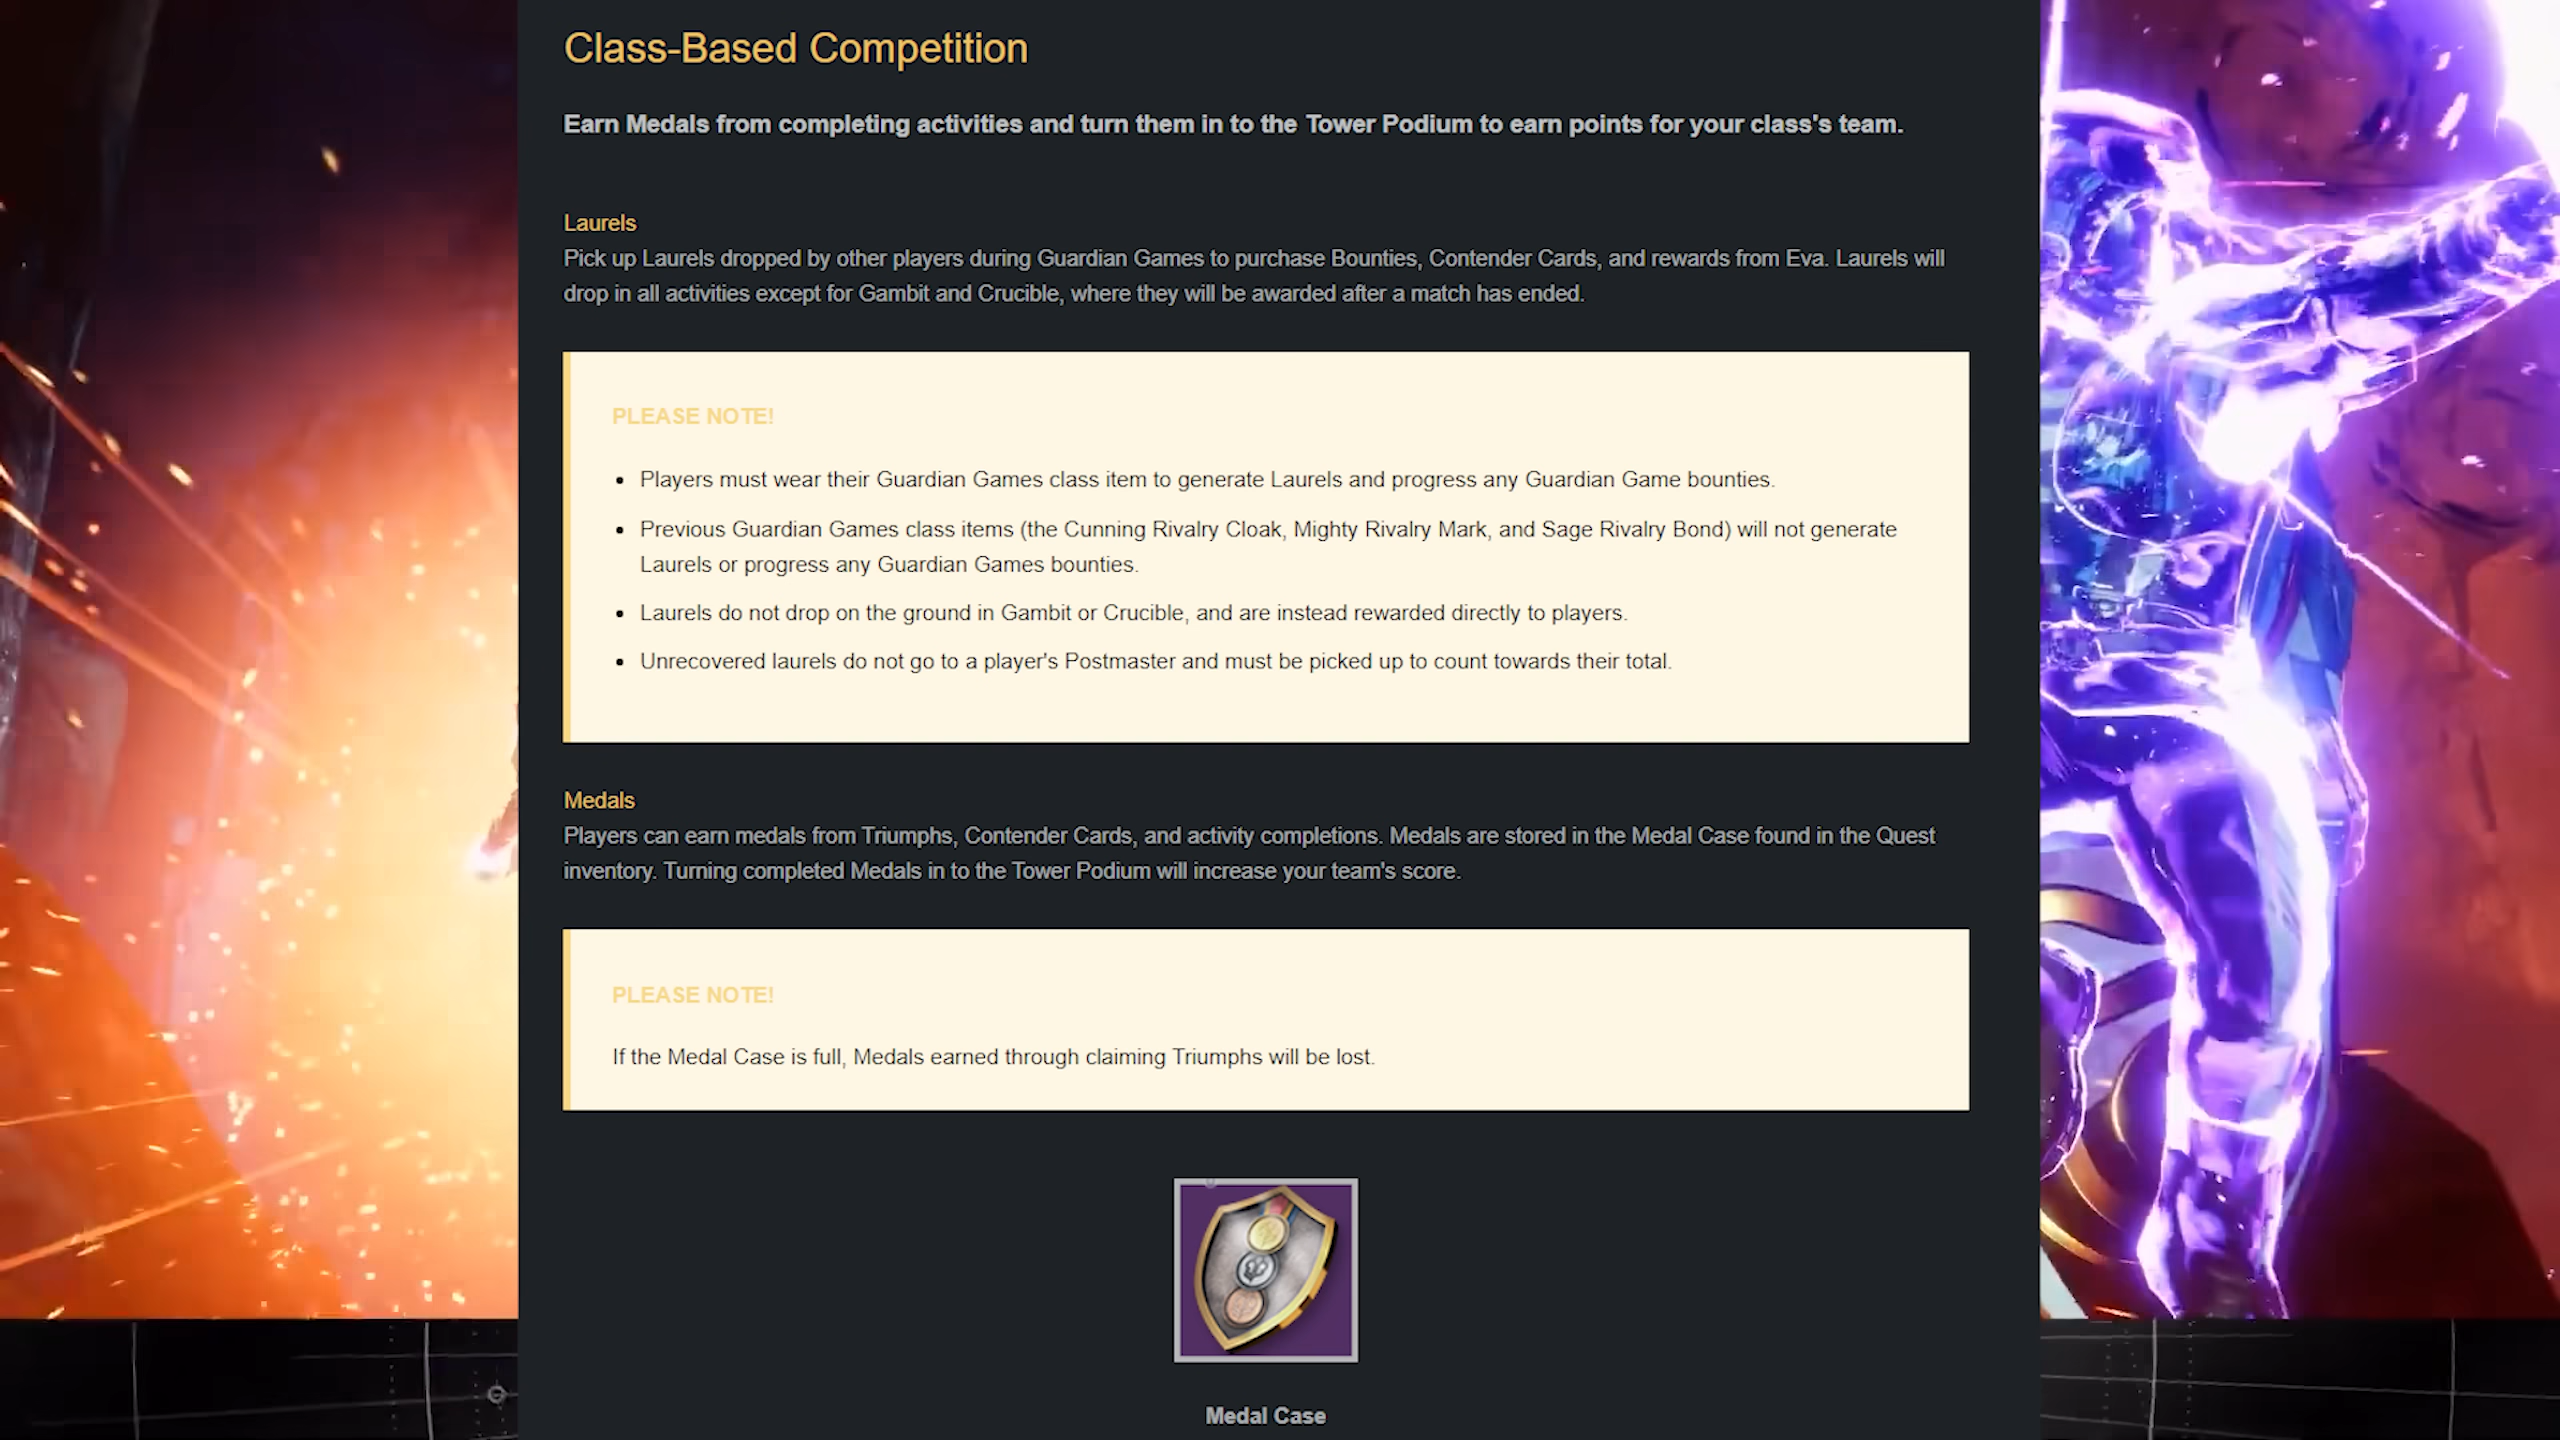 Class-Based Competition
Earn Medals from completing activities and turn them in to the Tower Podium to earn points for your class's team.
Laurels
Pick up Laurels dropped by other players during Guardian Games to purchase Bounties, Contender Cards, and rewards from Eva. Laurels will
drop in all activities except for Gambit and Crucible, where they will be awarded after a match has ended.
PLEASE NOTE!
• Players must wear their Guardian Games class item to generate Laurels and progress any Guardian Game bounties.
• Previous Guardian Games class items (the Cunning Rivalry Cloak, Mighty Rivalry Mark, and Sage Rivalry Bond) will not generate
Laurels or progress any Guardian Games bounties.
• Laurels do not drop on the ground in Gambit or Crucible, and are instead rewarded directly to players.
• Unrecovered laurels do not go to a player's Postmaster and must be picked up to count towards their total.
Medals
Players can earn medals from Triumphs, Contender Cards, and activity completions. Medals are stored in the Medal Case found in the Quest
inventory. Turning completed Medals in to the Tower Podium will increase your team's score.
PLEASE NOTE!
If the Medal Case is full, Medals earned through claiming Triumphs will be lost.
Medal Case